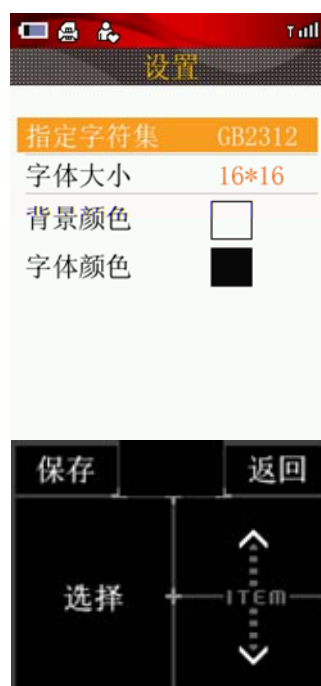 设置
指定字符集 GB2312
字体大小 16*16
背景颜色
字体颜色
保存 返回
选择 ITEM